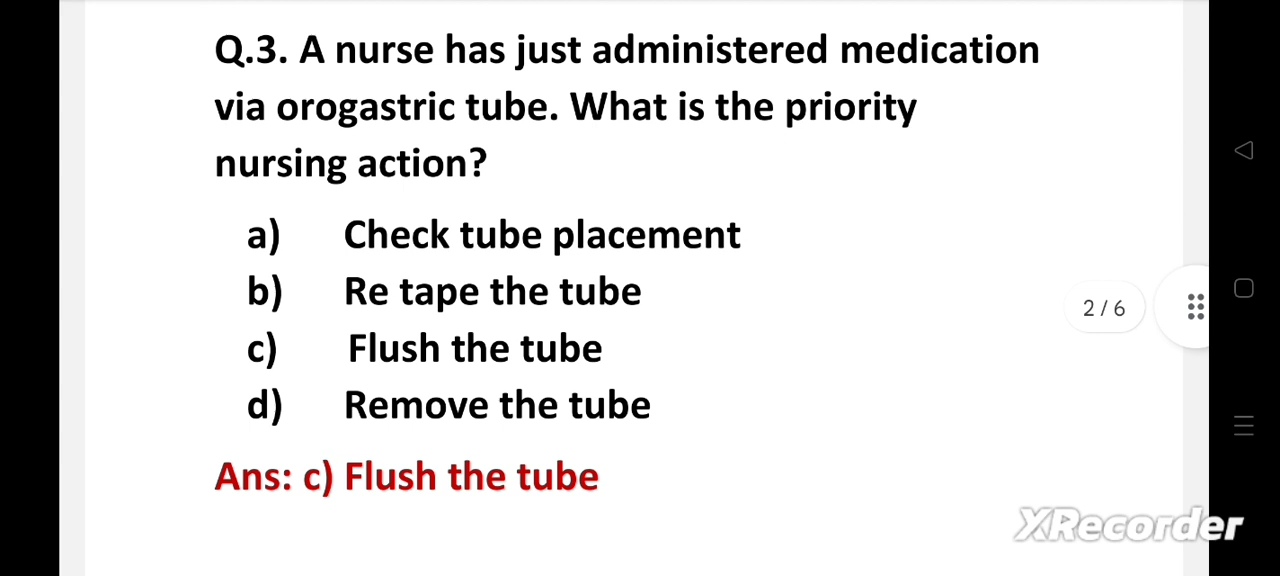 Q.3. A nurse has just administered medication
via orogastric tube. What is the priority
nursing action?
a) Check tube placement
b) Re tape the tube
c) Flush the tube
d) Remove the tube
Ans: c) Flush the tube
2 / 6
XRecorder